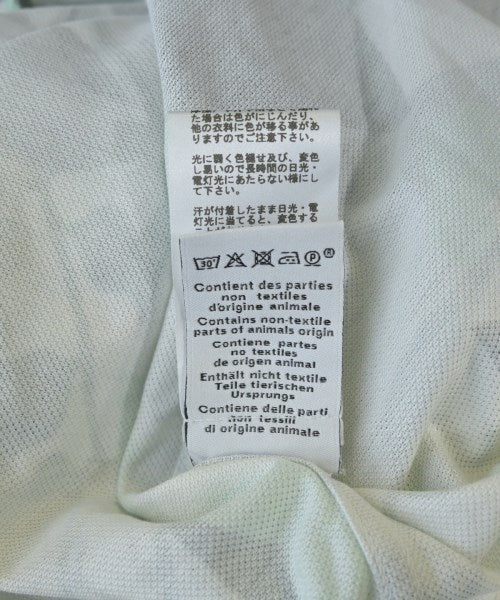 た場合は色がにじんだり、
他の衣料に色が移る事があ
りますのでご注意下さい。
光に弱く色褪せ及び、変色
し悪いので長時間の日光・
電灯光にあたらない様にし
て下さい。
汗が付着したまま日光・電
灯光に当てると、変色する
30°
P ®
Contient des parties
non textiles
d'origine animale
Contains non-textile
parts of animals origin
Contiene partes
no textiles
de origen animal
Enthält nicht textile
Teile tierischen
Ursprungs
Contiene delle parti
non tessili
di origine animale